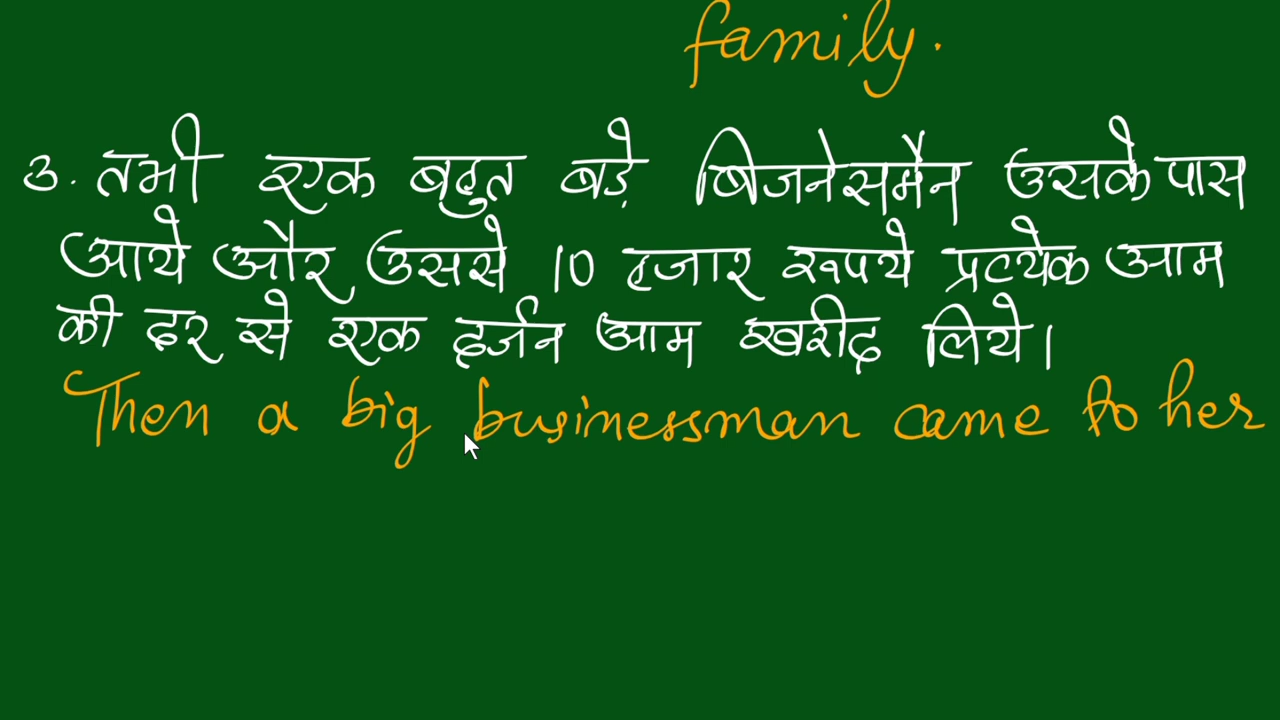 family.
3. तभी एक बहुत बड़े बिजनेसमैन उसके पास
आये और उससे 10 हजार रूपये प्रत्येक आम
की दर से एक दर्जन आम खरीद लिये।
Then a big businessman came to her